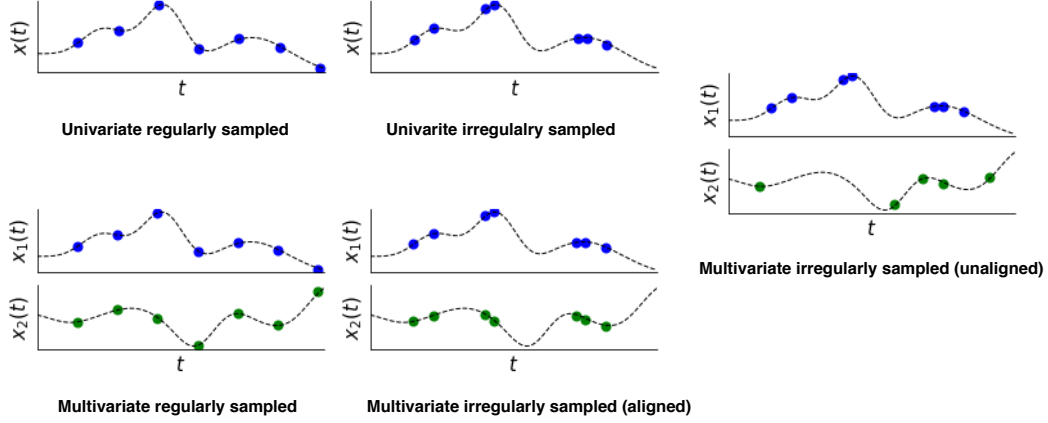 x(t)
t
Univariate regularly sampled
x(t)
t
Univarite irregulalry sampled
x₁(t)
x₂(t)
t
Multivariate irregularly sampled (unaligned)
x₁(t)
x₂(t)
t
Multivariate regularly sampled
x₁(t)
x₂(t)
t
Multivariate irregularly sampled (aligned)